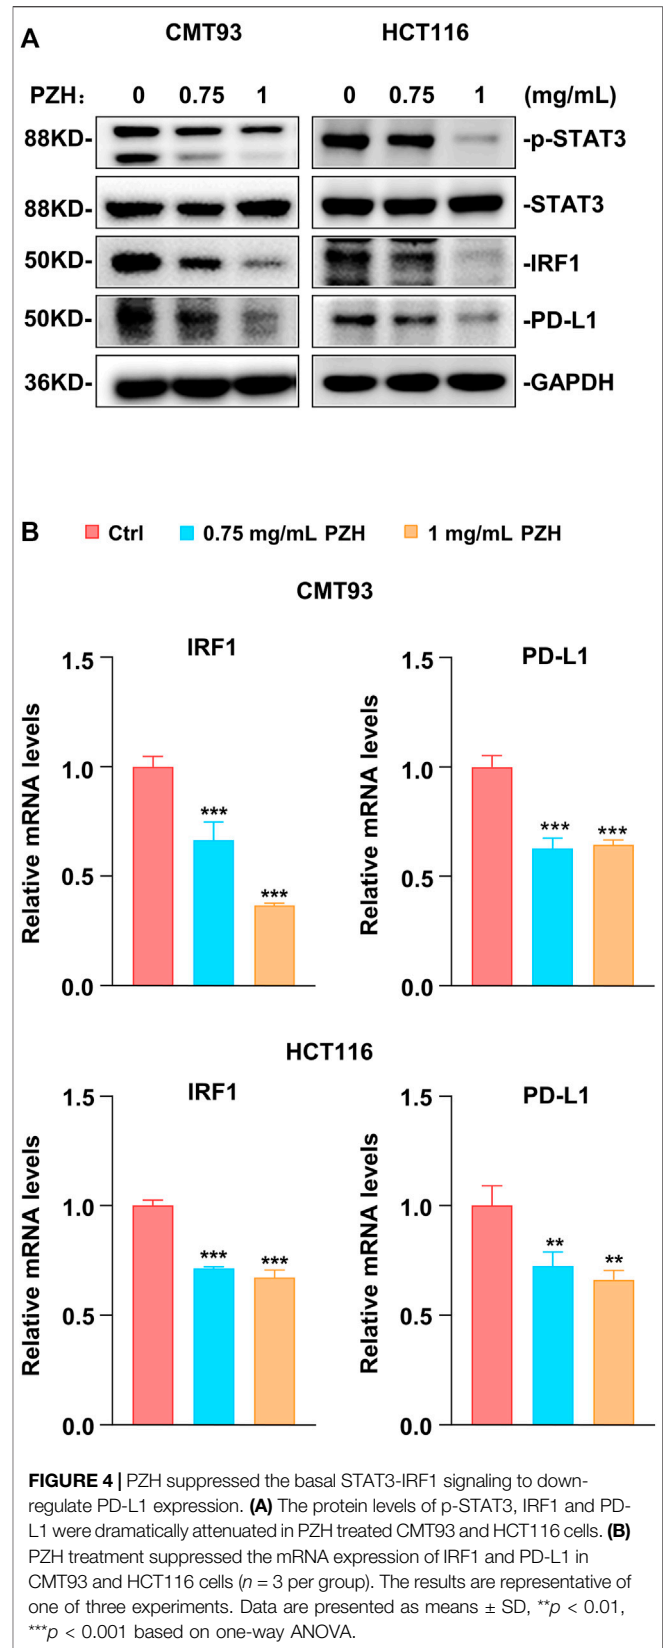 A
CMT93 HCT116
PZH: 0 0.75 1 0 0.75 1 (mg/mL)
88KD- -p-STAT3
88KD- -STAT3
50KD- -IRF1
50KD- -PD-L1
36KD- -GAPDH
B
Ctrl 0.75 mg/mL PZH 1 mg/mL PZH
CMT93
IRF1
Relative mRNA levels
1.5
1.0
0.5
0.0
***
***
PD-L1
Relative mRNA levels
1.5
1.0
0.5
0.0
***
***
HCT116
IRF1
Relative mRNA levels
1.5
1.0
0.5
0.0
***
***
PD-L1
Relative mRNA levels
1.5
1.0
0.5
0.0
**
**
FIGURE 4 | PZH suppressed the basal STAT3-IRF1 signaling to down-
regulate PD-L1 expression. (A) The protein levels of p-STAT3, IRF1 and PD-
L1 were dramatically attenuated in PZH treated CMT93 and HCT116 cells. (B)
PZH treatment suppressed the mRNA expression of IRF1 and PD-L1 in
CMT93 and HCT116 cells (n = 3 per group). The results are representative of
one of three experiments. Data are presented as means ± SD, **p < 0.01,
***p < 0.001 based on one-way ANOVA.